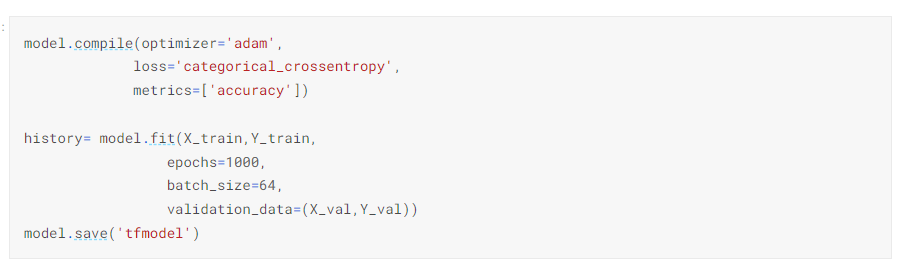 model.compile(optimizer='adam',
loss='categorical_crossentropy',
metrics=['accuracy'])
history= model.fit(X_train,Y_train,
epochs=1000,
batch_size=64,
validation_data=(X_val,Y_val))
model.save('tfmodel')